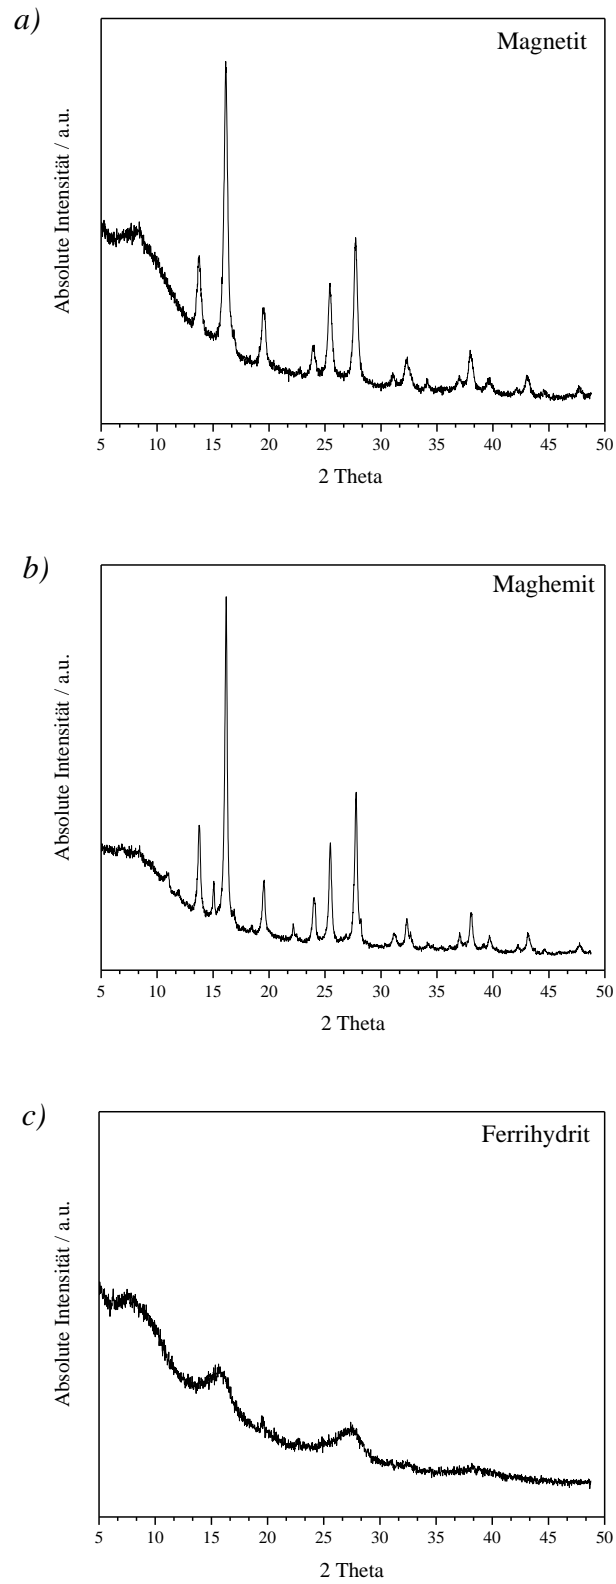 a)
Magnetit
Absolute Intensität / a.u.
5 10 15 20 25 30 35 40 45 50
2 Theta
b)
Maghemit
Absolute Intensität / a.u.
5 10 15 20 25 30 35 40 45 50
2 Theta
c)
Ferrihydrit
Absolute Intensität / a.u.
5 10 15 20 25 30 35 40 45 50
2 Theta